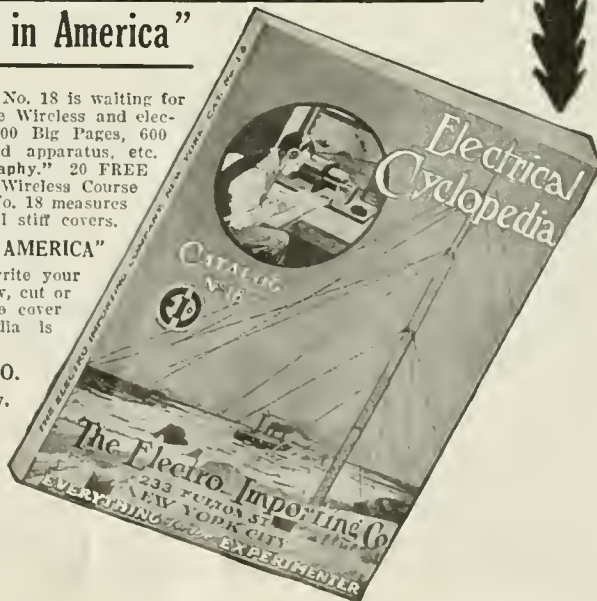 in America"
No. 18 is waiting for
e Wireless and elec-
00 Big Pages, 600
d apparatus, etc.
aphy." 20 FREE
Wireless Course
No. 18 measures
l stiff covers.
AMERICA"
rite your
w, cut or
e cover
dia is
O.
Y.
THE ELECTRO IMPORTING COMPANY, NEW YORK CAT. No. 18
Electrical
Cyclopedia
CATALOG
No. 18
The Electro Importing Co
233 FULTON ST
NEW YORK CITY
EVERYTHING for the EXPERIMENTER